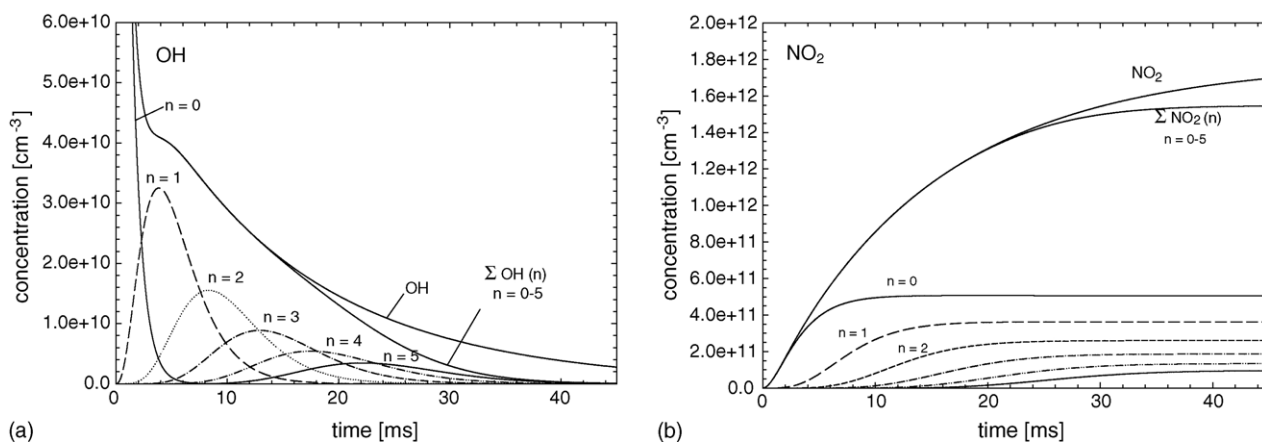 OH
6.0e+10
5.0e+10
4.0e+10
3.0e+10
2.0e+10
1.0e+10
0.0
concentration [cm⁻³]
n = 0
n = 1
n = 2
n = 3
n = 4
n = 5
OH
Σ OH (n)
n = 0-5
0 10 20 30 40
time [ms]
(a)
NO₂
2.0e+12
1.8e+12
1.6e+12
1.4e+12
1.2e+12
1.0e+12
8.0e+11
6.0e+11
4.0e+11
2.0e+11
0.0
concentration [cm⁻³]
NO₂
Σ NO₂ (n)
n = 0-5
n = 0
n = 1
n = 2
0 10 20 30 40
time [ms]
(b)